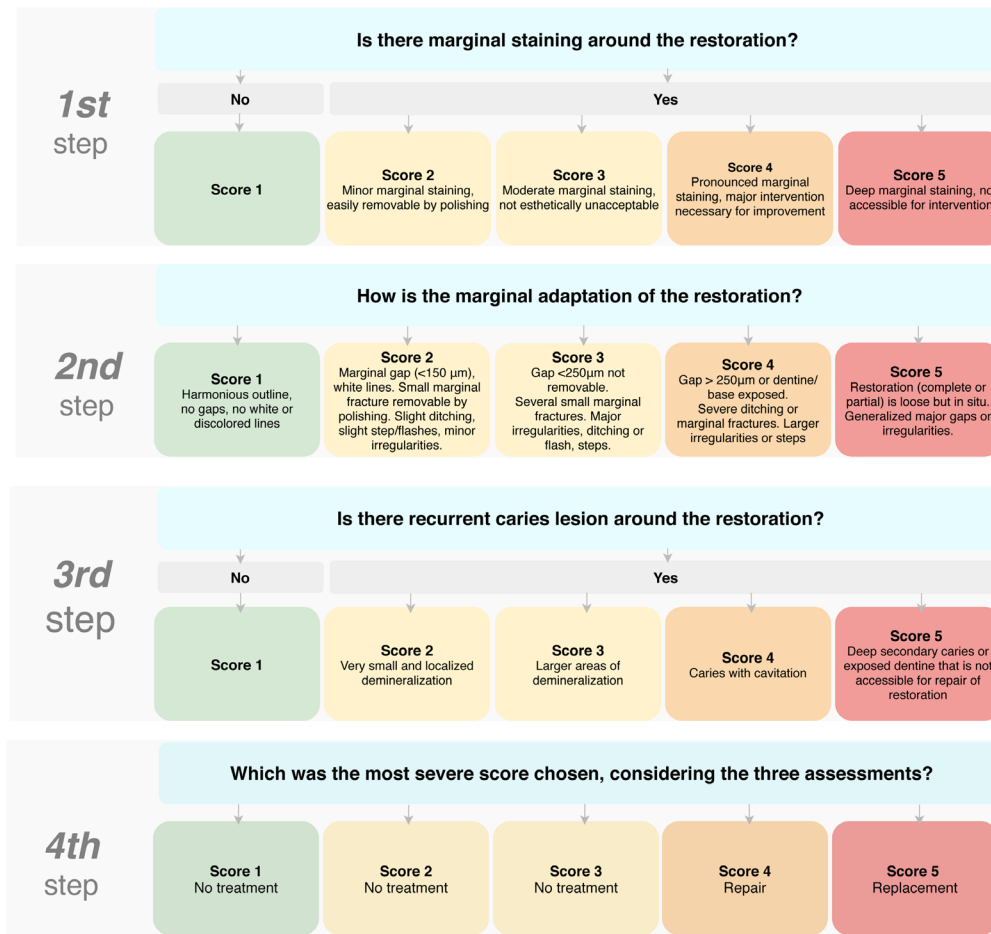 Is there marginal staining around the restoration?
1st
step
No
Yes
Score 1
Score 2
Minor marginal staining,
easily removable by polishing
Score 3
Moderate marginal staining,
not esthetically unacceptable
Score 4
Pronounced marginal
staining, major intervention
necessary for improvement
Score 5
Deep marginal staining, no
accessible for intervention
How is the marginal adaptation of the restoration?
2nd
step
Score 1
Harmonious outline,
no gaps, no white or
discolored lines
Score 2
Marginal gap (<150 µm),
white lines. Small marginal
fracture removable by
polishing. Slight ditching,
slight step/flashes, minor
irregularities.
Score 3
Gap <250µm not
removable.
Several small marginal
fractures. Major
irregularities, ditching or
flash, steps.
Score 4
Gap > 250µm or dentine/
base exposed.
Severe ditching or
marginal fractures. Larger
irregularities or steps
Score 5
Restoration (complete or
partial) is loose but in situ.
Generalized major gaps or
irregularities.
Is there recurrent caries lesion around the restoration?
3rd
step
No
Yes
Score 1
Score 2
Very small and localized
demineralization
Score 3
Larger areas of
demineralization
Score 4
Caries with cavitation
Score 5
Deep secondary caries or
exposed dentine that is not
accessible for repair of
restoration
Which was the most severe score chosen, considering the three assessments?
4th
step
Score 1
No treatment
Score 2
No treatment
Score 3
No treatment
Score 4
Repair
Score 5
Replacement